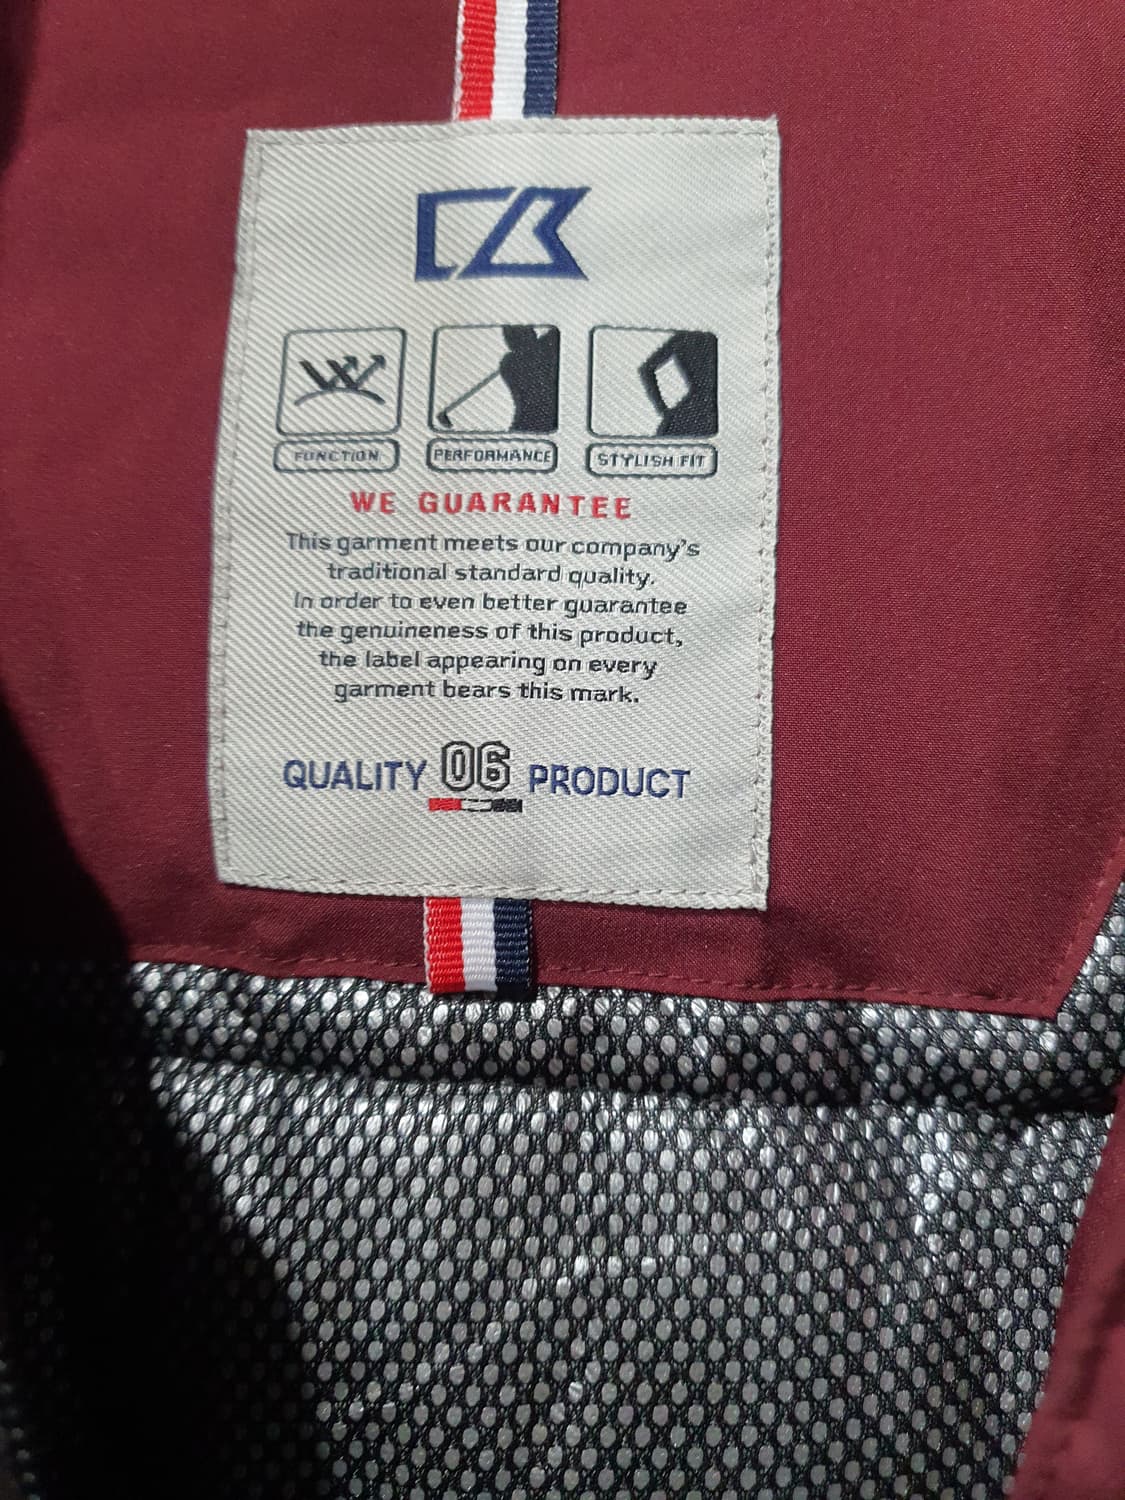 FUNCTION PERFORMANCE STYLISH FIT
WE GUARANTEE
This garment meets our company's
traditional standard quality.
In order to even better guarantee
the genuineness of this product,
the label appearing on every
garment bears this mark.
QUALITY 06 PRODUCT